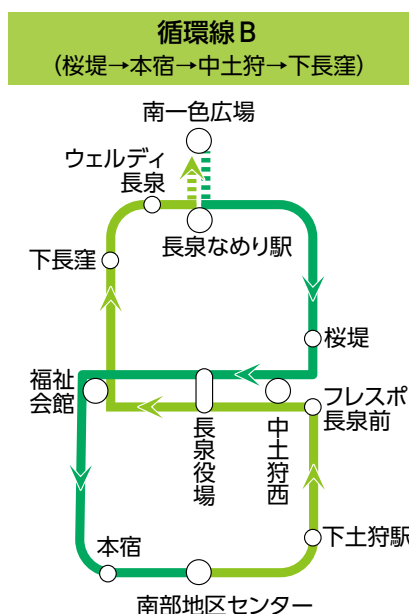 循環線B
(桜堤→本宿→中土狩→下長窪)
南一色広場
ウェルディ
長泉
長泉なめり駅
下長窪
桜堤
福祉
会館
長泉役場
中土狩西
フレスポ
長泉前
下土狩駅
本宿
南部地区センター